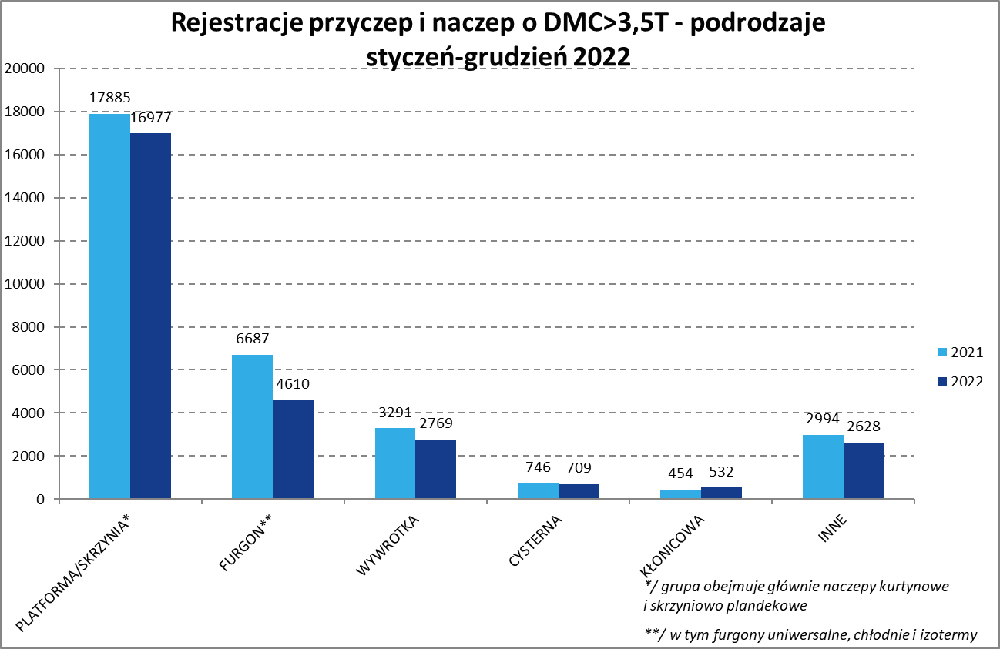 Rejestracje przyczep i naczep o DMC>3,5T - podrodzaje
styczeń-grudzień 2022
20000
18000
16000
14000
12000
10000
8000
6000
4000
2000
0
17885
16977
6687
4610
3291
2769
746
709
454
532
2994
2628
2021
2022
PLATFORMA/SKRZYNIA*
FURGON**
WYWROTKA
CYSTERNA
KŁONICOWA
INNE
*/ grupa obejmuje głównie naczepy kurtynowe
i skrzyniowo plandekowe
**/ w tym furgony uniwersalne, chłodnie i izotermy